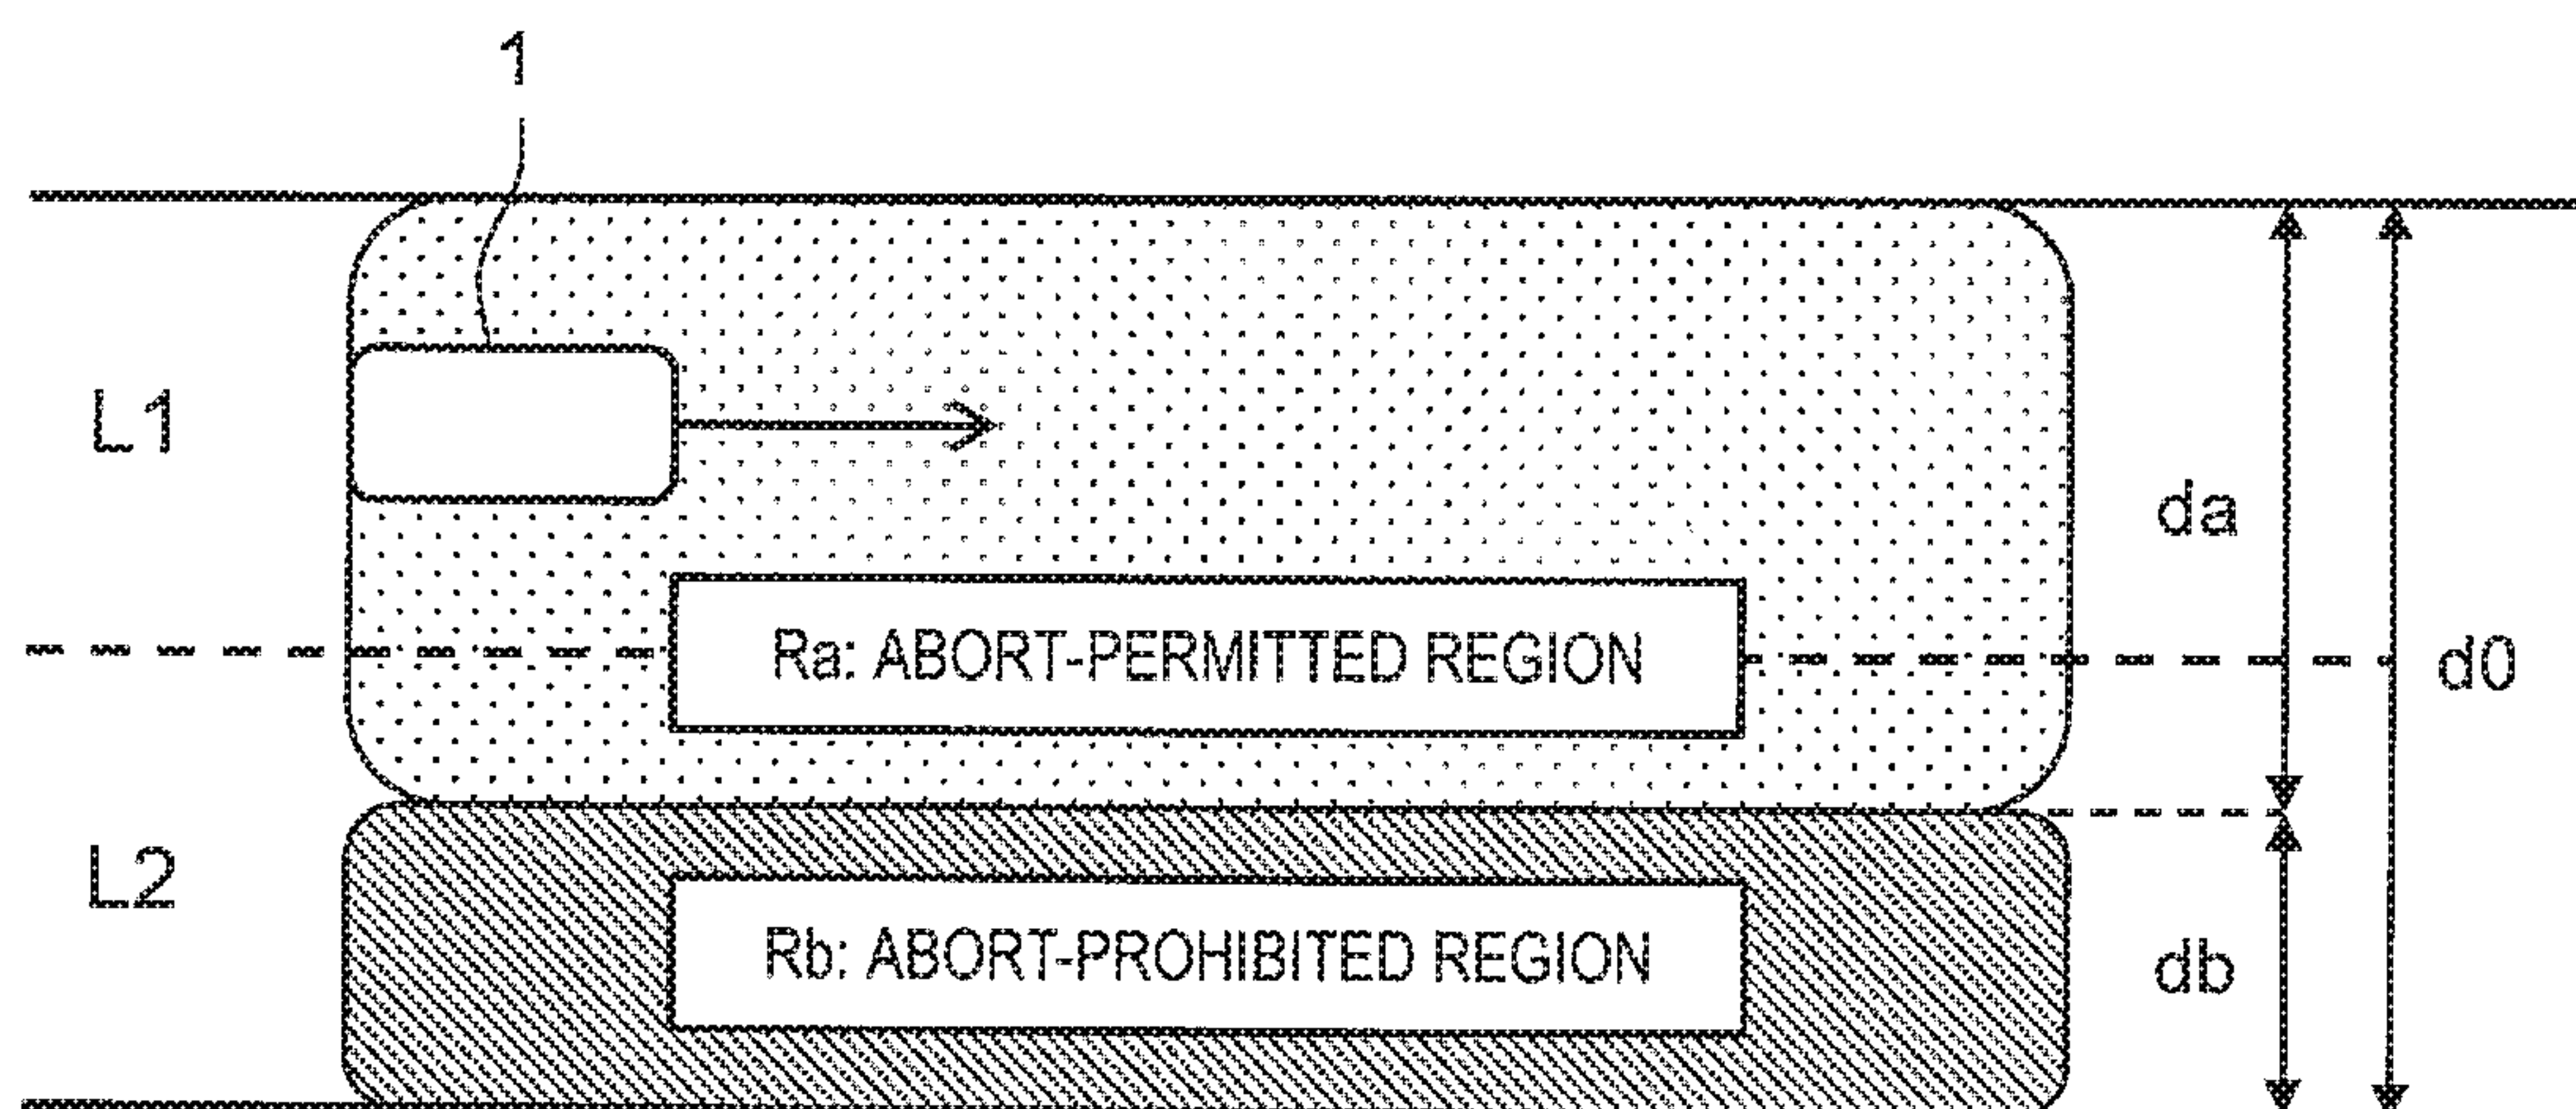 1
L1
da
Ra: ABORT-PERMITTED REGION
d0
L2
Rb: ABORT-PROHIBITED REGION
db